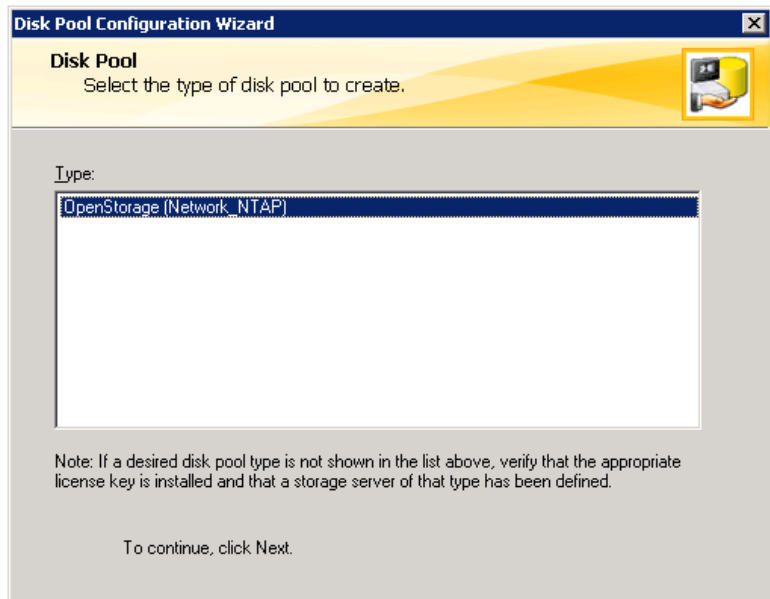 Disk Pool Configuration Wizard
Disk Pool
Select the type of disk pool to create.
Type:
OpenStorage (Network_NTAP)
Note: If a desired disk pool type is not shown in the list above, verify that the appropriate
license key is installed and that a storage server of that type has been defined.
To continue, click Next.